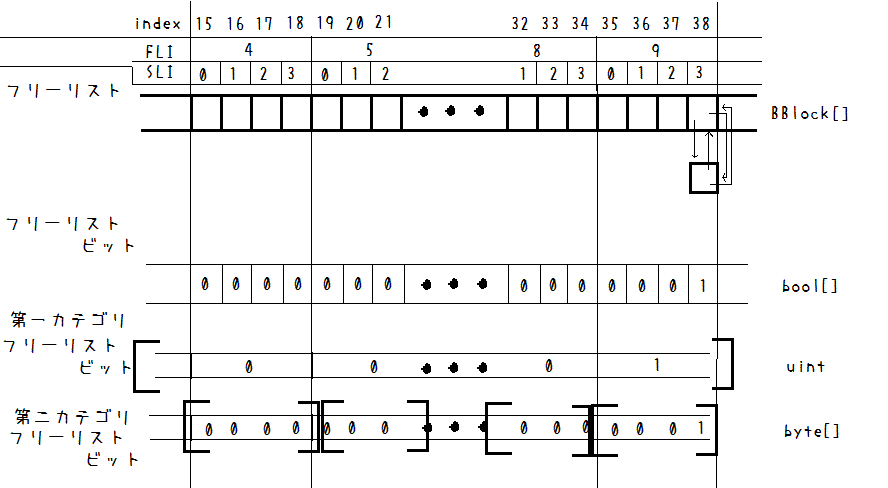 index 15 16 17 18 19 20 21 32 33 34 35 36 37 38
FLI 4 5 8 9
SLI 0 1 2 3 0 1 2 1 2 3 0 1 2 3
フリーリスト
BBlock[]
フリーリスト
ビット
0 0 0 0 0 0 0 0 0 0 0 0 0 1 bool[]
第一カテゴリ
フリーリスト
ビット 0 0 0 1 uint
第二カテゴリ
フリーリスト
ビット
0 0 0 0 0 0 0 0 0 0 0 0 0 1 byte[]